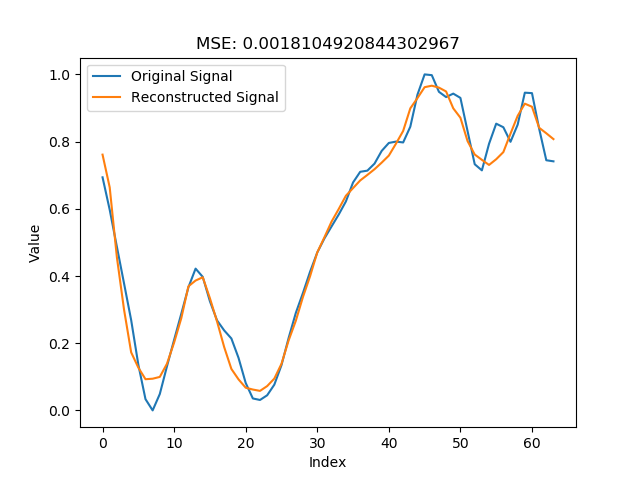 MSE: 0.0018104920844302967
Original Signal
Reconstructed Signal
1.0
0.8
0.6
0.4
0.2
0.0
Value
0 10 20 30 40 50 60
Index